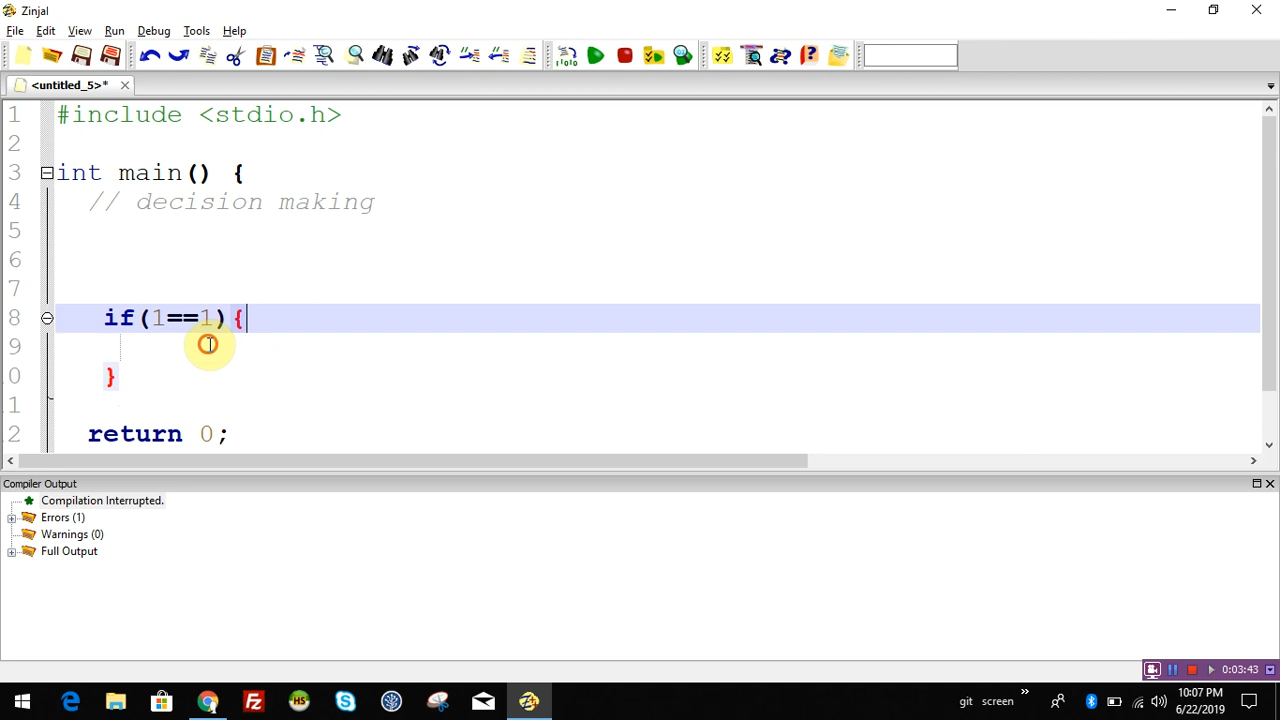 Zinjal
File Edit View Run Debug Tools Help
<untitled_5>*
1 #include <stdio.h>
2
3 int main() {
4 // decision making
5
6
7
8 if(1==1){
9
0 }
1
2 return 0;
Compiler Output
Compilation Interrupted.
Errors (1)
Warnings (0)
Full Output
0:03:43
git screen
10:07 PM
6/22/2019